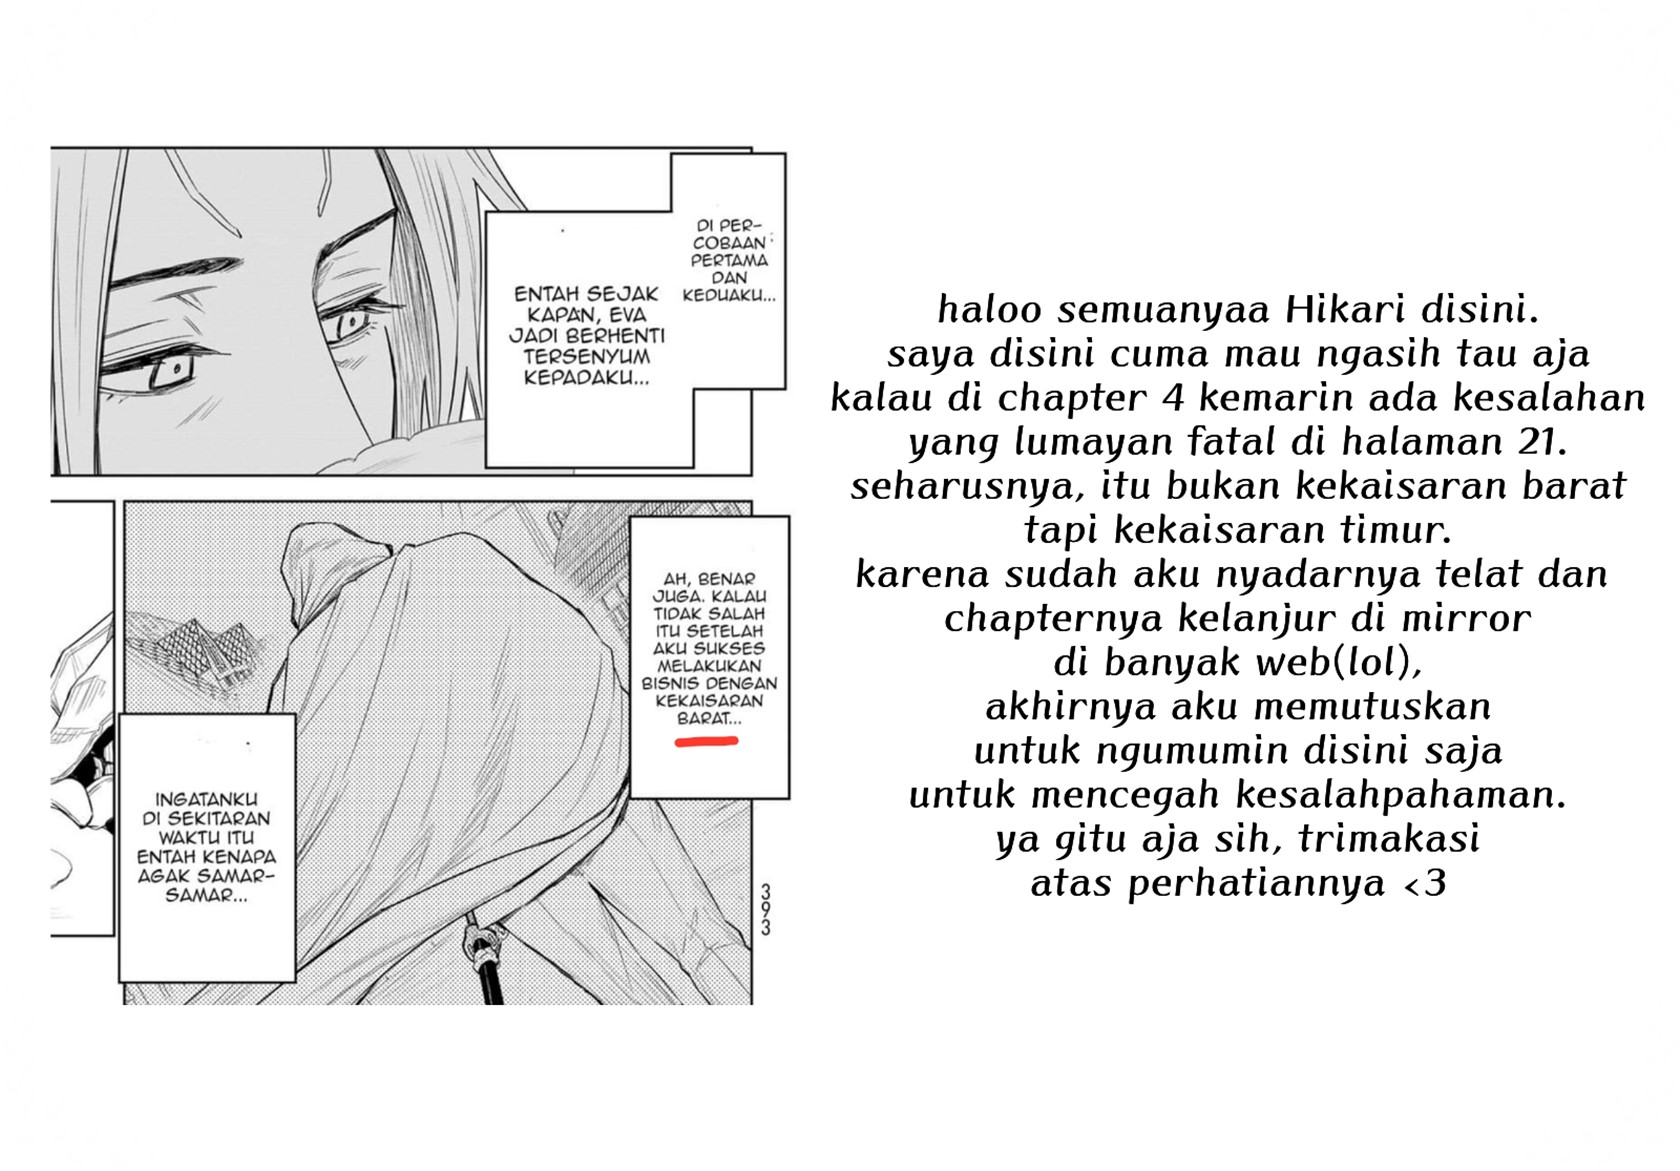 DI PER-
COBAAN
PERTAMA
DAN
KEDUAKU...
ENTAH SEJAK
KAPAN, EVA
JADI BERHENTI
TERSENYUM
KEPADAKU...
AH, BENAR
JUGA. KALAU
TIDAK SALAH
ITU SETELAH
AKU SUKSES
MELAKUKAN
BISNIS DENGAN
KEKAISARAN
BARAT...
INGATANKU
DI SEKITARAN
WAKTU ITU
ENTAH KENAPA
AGAK SAMAR-
SAMAR...
393
haloo semuanyaa Hikari disini.
saya disini cuma mau ngasih tau aja
kalau di chapter 4 kemarin ada kesalahan
yang lumayan fatal di halaman 21.
seharusnya, itu bukan kekaisaran barat
tapi kekaisaran timur.
karena sudah aku nyadarnya telat dan
chapternya kelanjur di mirror
di banyak web(lol),
akhirnya aku memutuskan
untuk ngumumin disini saja
untuk mencegah kesalahpahaman.
ya gitu aja sih, trimakasi
atas perhatiannya <3